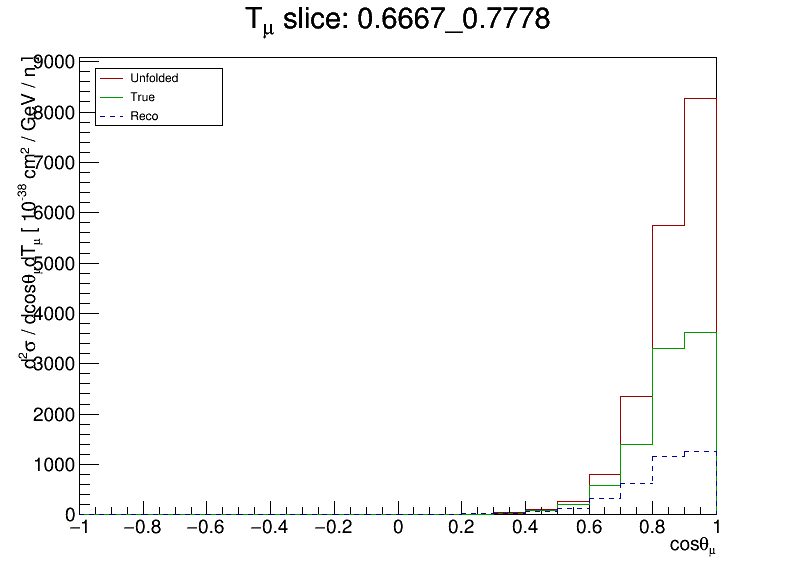 Tμ slice: 0.6667_0.7778
d²σ / dcosθμdTμ [ 10⁻³⁸ cm² / GeV / n ]
Unfolded
True
Reco
9000
8000
7000
6000
5000
4000
3000
2000
1000
0
−1 −0.8 −0.6 −0.4 −0.2 0 0.2 0.4 0.6 0.8 1
cosθμ